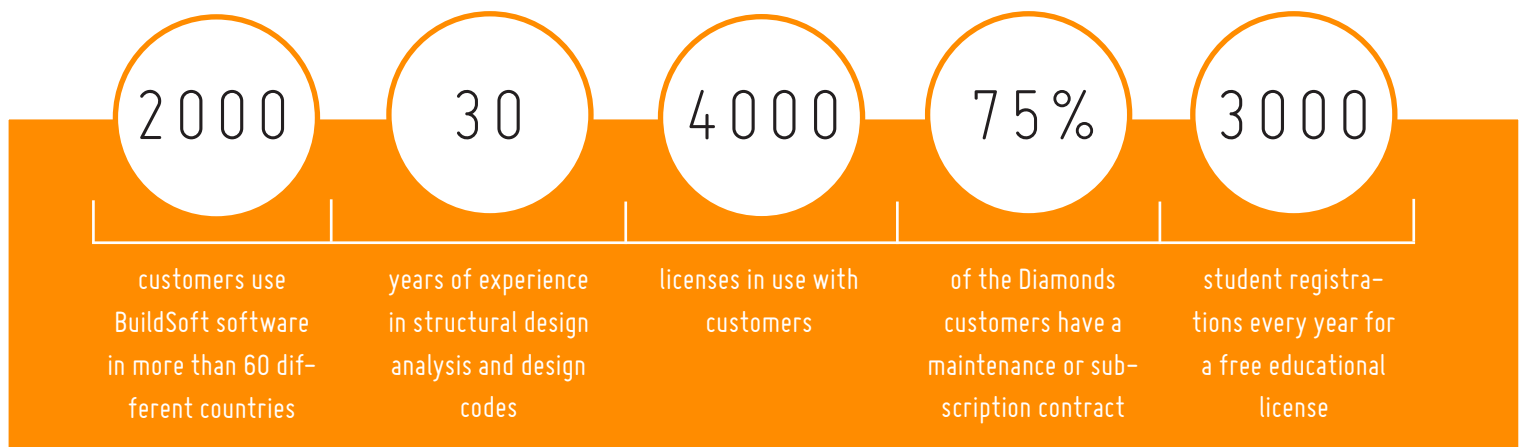 2000
customers use
BuildSoft software
in more than 60 dif-
ferent countries
30
years of experience
in structural design
analysis and design
codes
4000
licenses in use with
customers
75%
of the Diamonds
customers have a
maintenance or sub-
scription contract
3000
student registra-
tions every year for
a free educational
license